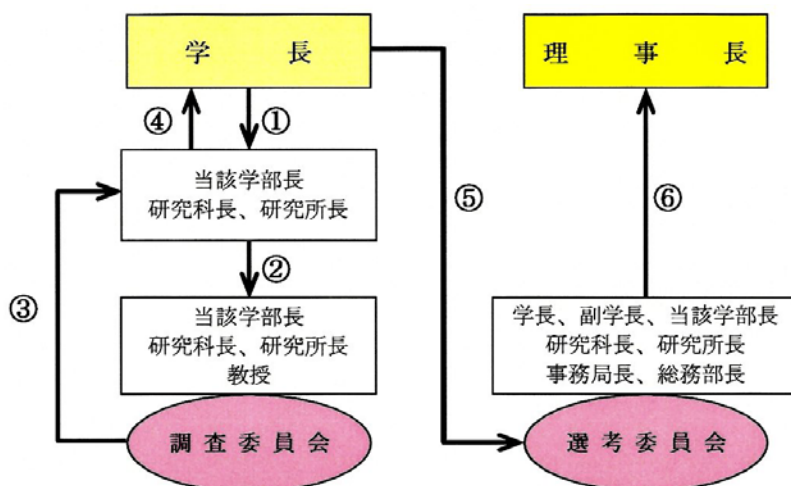 学長
理事長
④
①
当該学部長
研究科長、研究所長
⑤
⑥
②
③
当該学部長
研究科長、研究所長
教授
学長、副学長、当該学部長
研究科長、研究所長
事務局長、総務部長
調査委員会
選考委員会